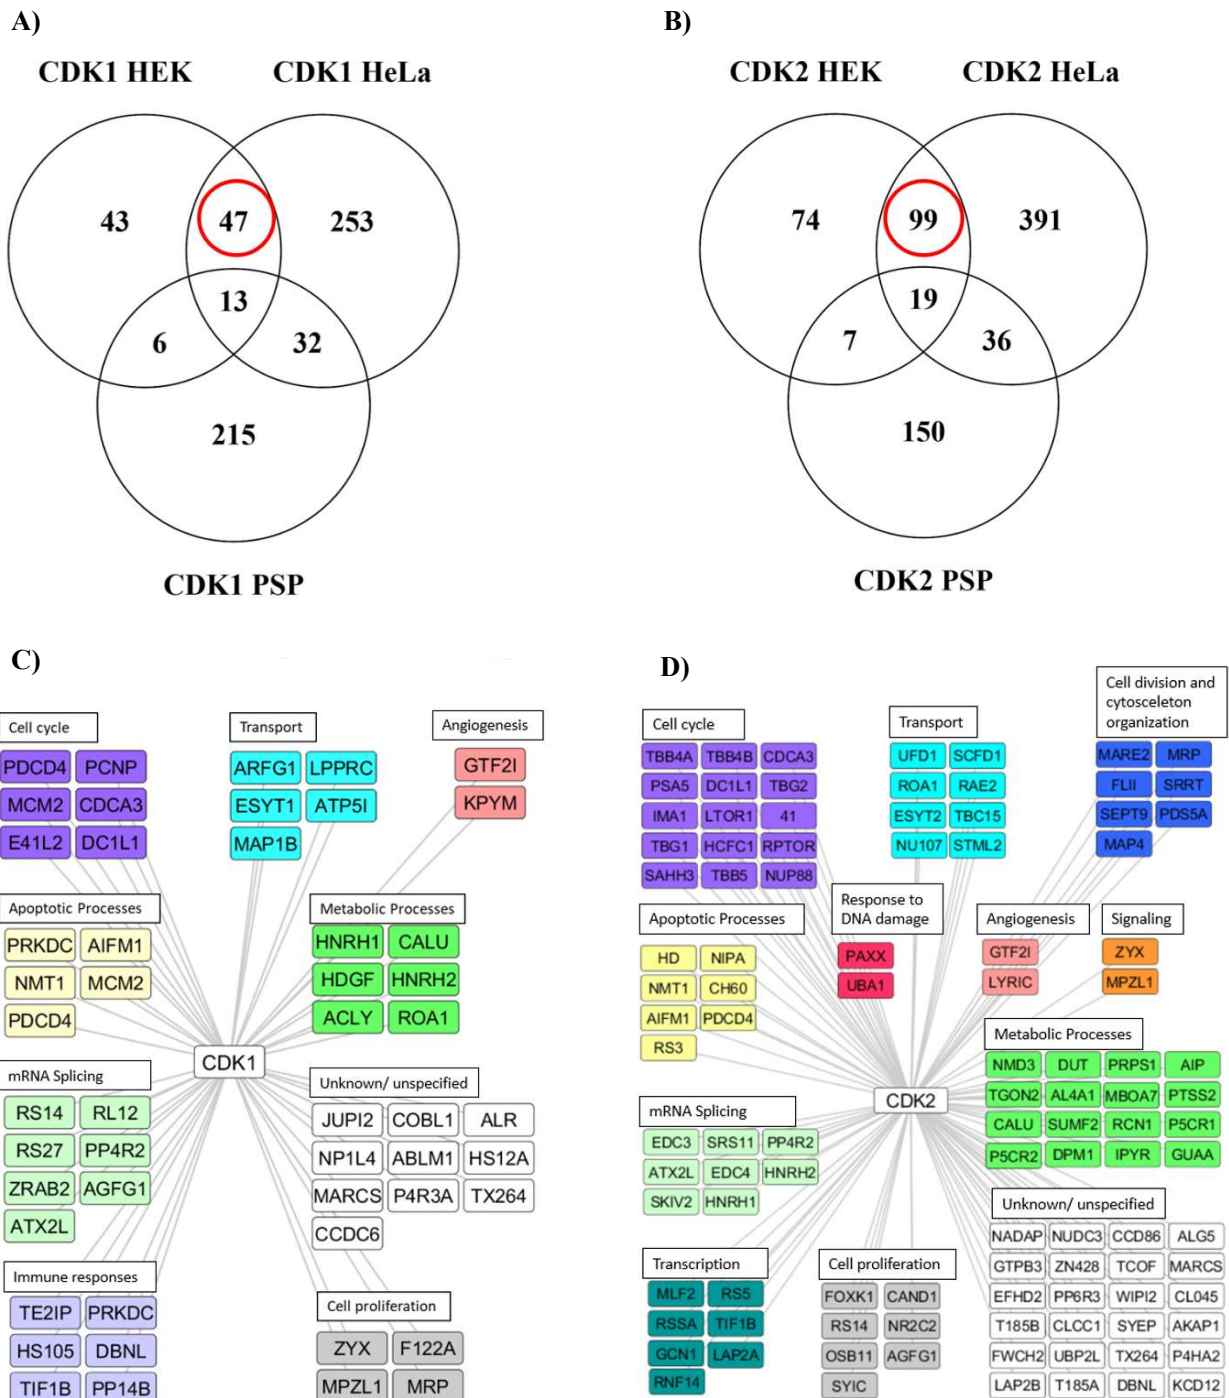 A)
CDK1 HEK CDK1 HeLa
43 47 253
13
6 32
215
CDK1 PSP
B)
CDK2 HEK CDK2 HeLa
74 99 391
19
7 36
150
CDK2 PSP
C)
Cell cycle
PDCD4 PCNP
MCM2 CDCA3
E41L2 DC1L1
Transport
ARFG1 LPPRC
ESYT1 ATP5I
MAP1B
Angiogenesis
GTF2I
KPYM
Apoptotic Processes
PRKDC AIFM1
NMT1 MCM2
PDCD4
Metabolic Processes
HNRH1 CALU
HDGF HNRH2
ACLY ROA1
CDK1
mRNA Splicing
RS14 RL12
RS27 PP4R2
ZRAB2 AGFG1
ATX2L
Unknown/ unspecified
JUPI2 COBL1 ALR
NP1L4 ABLM1 HS12A
MARCS P4R3A TX264
CCDC6
Immune responses
TE2IP PRKDC
HS105 DBNL
TIF1B PP14B
Cell proliferation
ZYX F122A
MPZL1 MRP
D)
Cell cycle
TBB4A TBB4B CDCA3
PSA5 DC1L1 TBG2
IMA1 LTOR1 41
TBG1 HCFC1 RPTOR
SAHH3 TBB5 NUP88
Transport
UFD1 SCFD1
ROA1 RAE2
ESYT2 TBC15
NU107 STML2
Cell division and
cytosceleton
organization
MARE2 MRP
FLII SRRT
SEPT9 PDS5A
MAP4
Apoptotic Processes
HD NIPA
NMT1 CH60
AIFM1 PDCD4
RS3
Response to
DNA damage
PAXX
UBA1
Angiogenesis
GTF2I
LYRIC
Signaling
ZYX
MPZL1
Metabolic Processes
NMD3 DUT PRPS1 AIP
TGON2 AL4A1 MBOA7 PTSS2
CALU SUMF2 RCN1 P5CR1
P5CR2 DPM1 IPYR GUAA
CDK2
mRNA Splicing
EDC3 SRS11 PP4R2
ATX2L EDC4 HNRH2
SKIV2 HNRH1
Unknown/ unspecified
NADAP NUDC3 CCD86 ALG5
GTPB3 ZN428 TCOF MARCS
EFHD2 PP6R3 WIPI2 CL045
T185B CLCC1 SYEP AKAP1
FWCH2 UBP2L TX264 P4HA2
LAP2B T185A DBNL KCD12
Transcription
MLF2 RS5
RSSA TIF1B
GCN1 LAP2A
RNF14
Cell proliferation
FOXK1 CAND1
RS14 NR2C2
OSB11 AGFG1
SYIC